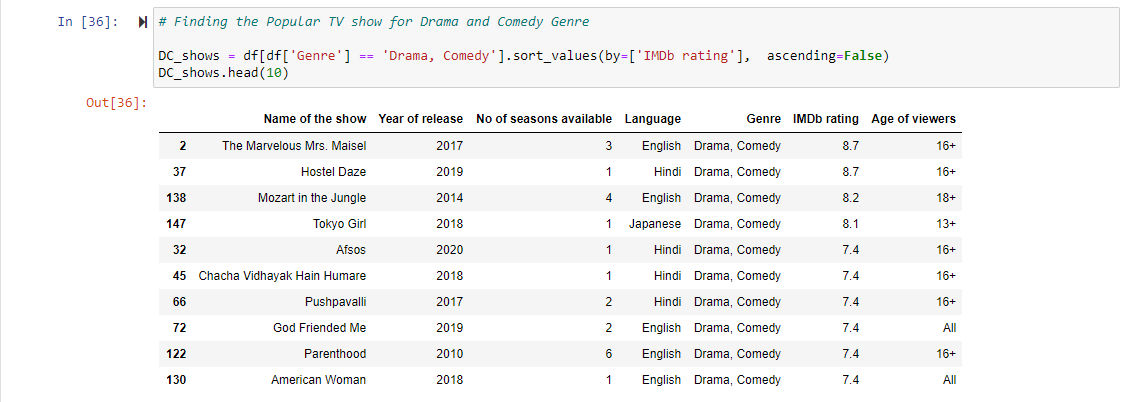 In [36]: # Finding the Popular TV show for Drama and Comedy Genre
DC_shows = df[df['Genre'] == 'Drama, Comedy'].sort_values(by=['IMDb rating'],  ascending=False)
DC_shows.head(10)
Out[36]:
Name of the show Year of release No of seasons available Language Genre IMDb rating Age of viewers
2 The Marvelous Mrs. Maisel 2017 3 English Drama, Comedy 8.7 16+
37 Hostel Daze 2019 1 Hindi Drama, Comedy 8.7 16+
138 Mozart in the Jungle 2014 4 English Drama, Comedy 8.2 18+
147 Tokyo Girl 2018 1 Japanese Drama, Comedy 8.1 13+
32 Afsos 2020 1 Hindi Drama, Comedy 7.4 16+
45 Chacha Vidhayak Hain Humare 2018 1 Hindi Drama, Comedy 7.4 16+
66 Pushpavalli 2017 2 Hindi Drama, Comedy 7.4 16+
72 God Friended Me 2019 2 English Drama, Comedy 7.4 All
122 Parenthood 2010 6 English Drama, Comedy 7.4 16+
130 American Woman 2018 1 English Drama, Comedy 7.4 All